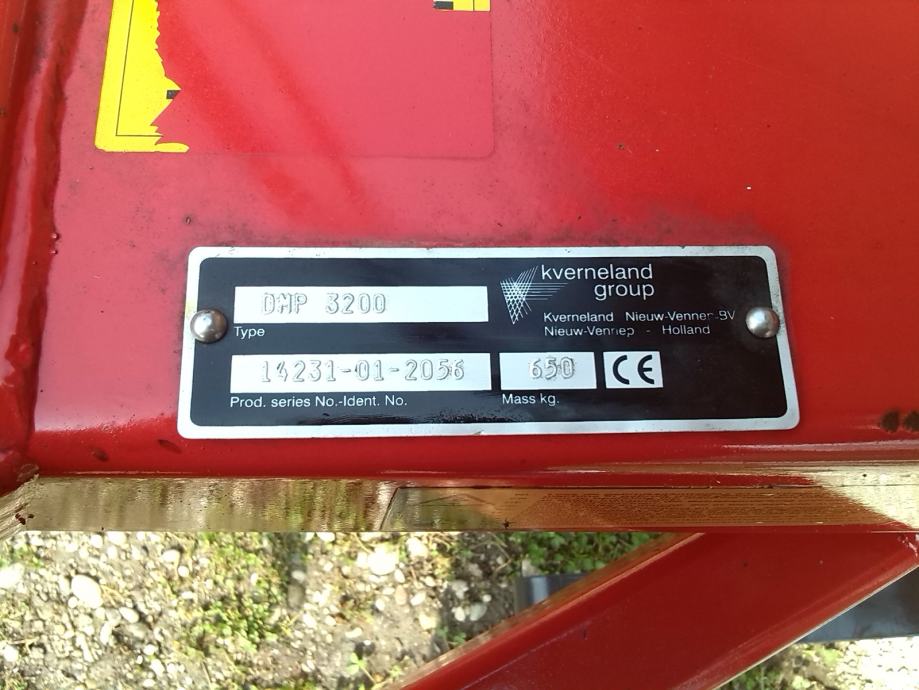 DMP 3200
Type
kverneland
group
Kverneland Nieuw-Vennep BV
Nieuw-Vennep - Holland
14231-01-2056
650
CE
Prod. series No.-Ident. No.
Mass kg.